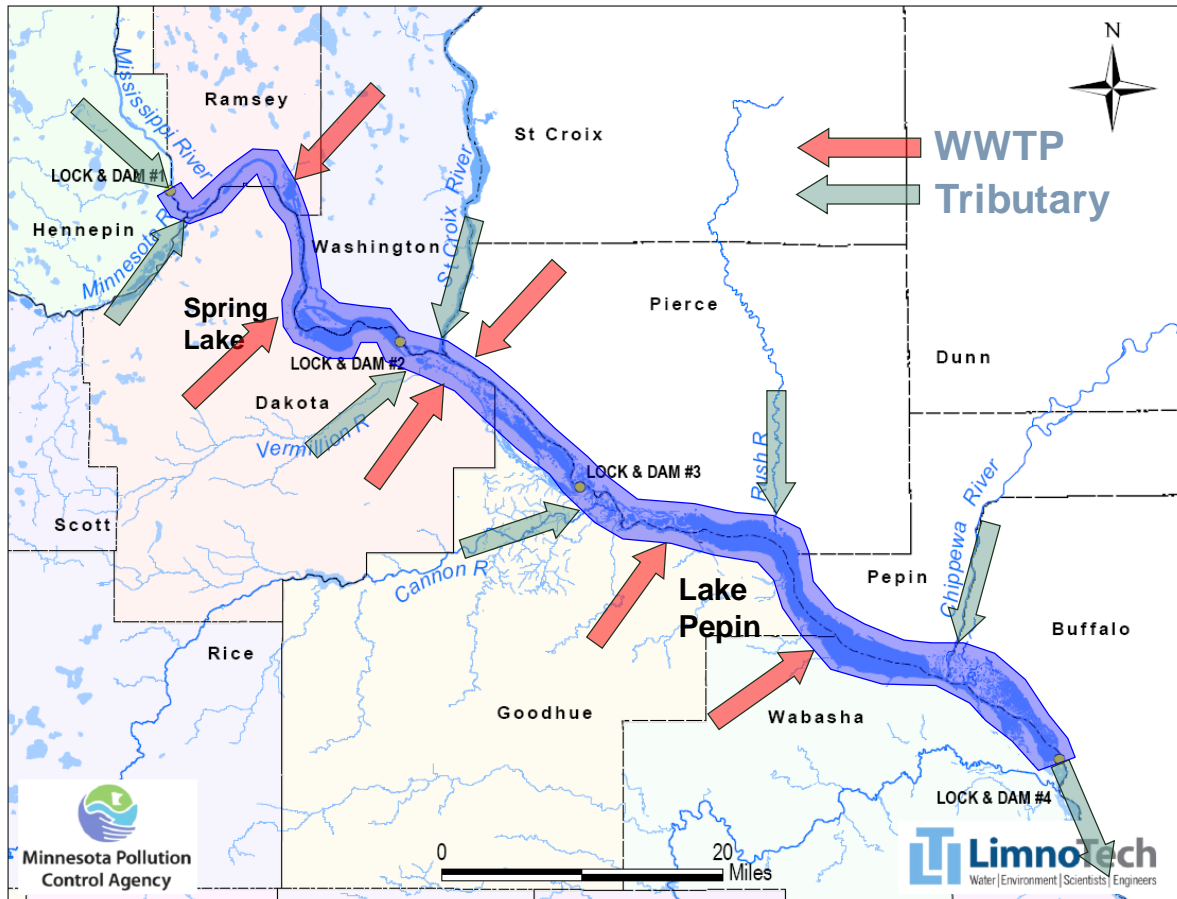 N
Mississippi River
Ramsey
St Croix
WWTP
Tributary
LOCK & DAM #1
Hennepin
Minnesota R
Washington
St Croix River
Pierce
Spring
Lake
LOCK & DAM #2
Dunn
Dakota
Vermillion R
LOCK & DAM #3
Rush R
Scott
Chippewa River
Cannon R
Lake
Pepin
Pepin
Buffalo
Rice
Goodhue
Wabasha
LOCK & DAM #4
Minnesota Pollution
Control Agency
0
20
Miles
LTI
LimnoTech
Water | Environment | Scientists | Engineers